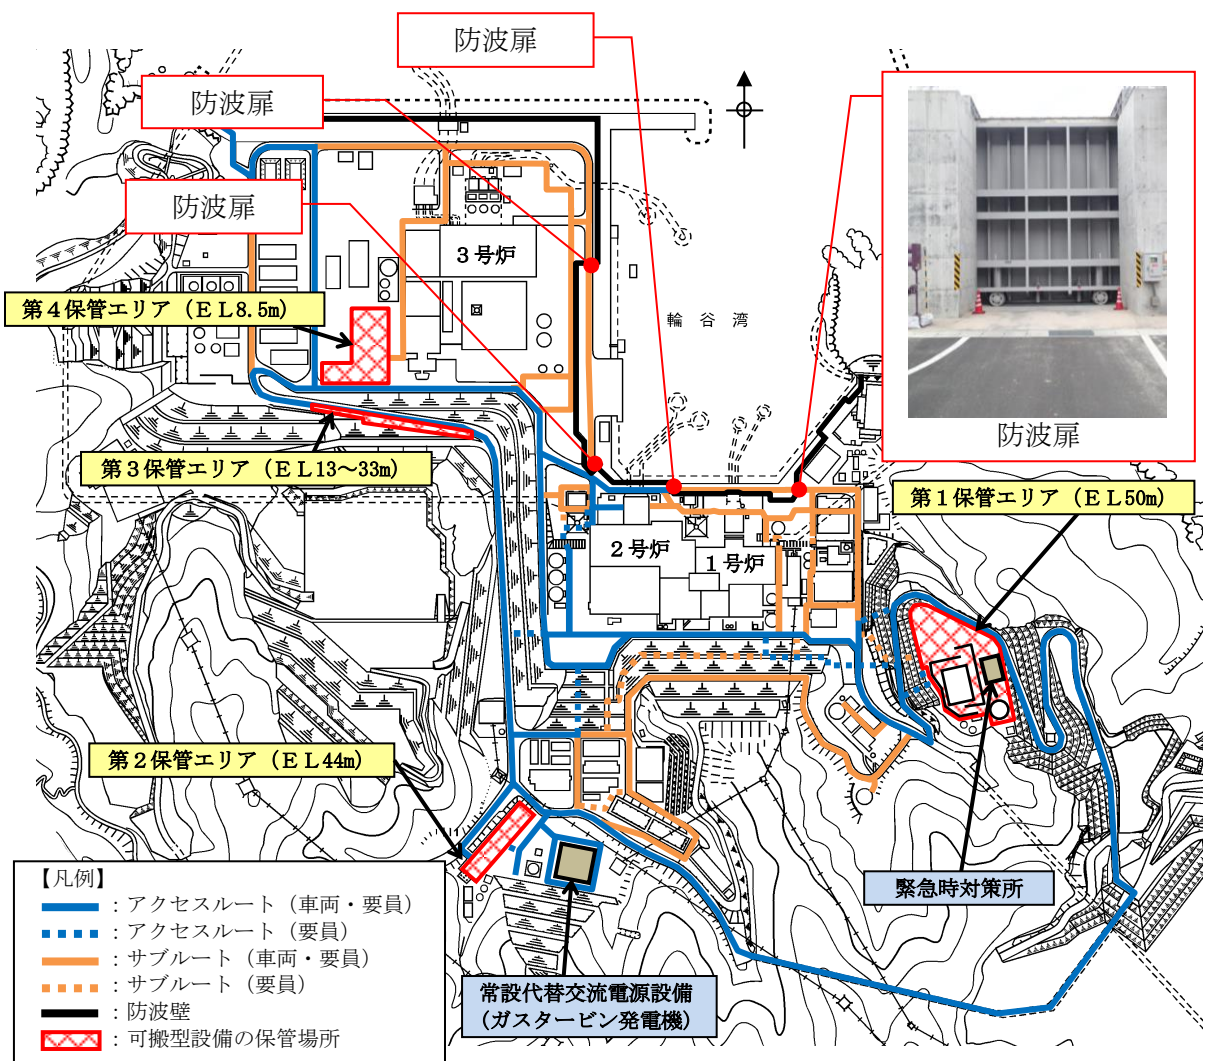 防波扉
防波扉
防波扉
防波扉
3号炉
輪谷湾
第4保管エリア（EL8.5m）
第3保管エリア（EL13～33m）
第1保管エリア（EL50m）
2号炉
1号炉
第2保管エリア（EL44m）
緊急時対策所
常設代替交流電源設備
(ガスタービン発電機)
【凡例】
：アクセスルート（車両・要員）
：アクセスルート（要員）
：サブルート（車両・要員）
：サブルート（要員）
：防波壁
：可搬型設備の保管場所